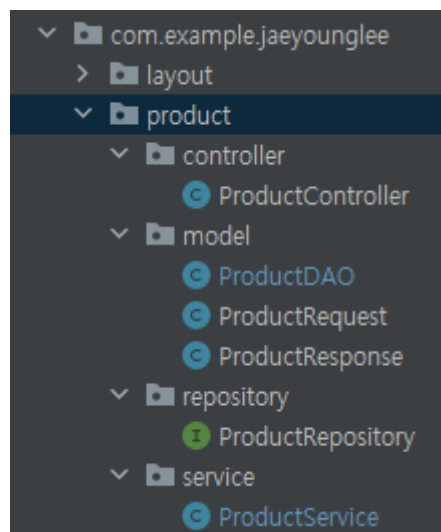 com.example.jaeyounglee
layout
product
controller
C ProductController
model
C ProductDAO
C ProductRequest
C ProductResponse
repository
I ProductRepository
service
C ProductService